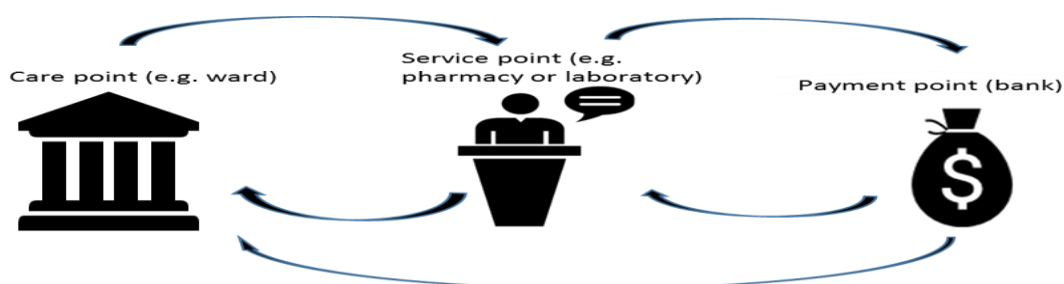 Care point (e.g. ward)
Service point (e.g.
pharmacy or laboratory)
Payment point (bank)
$